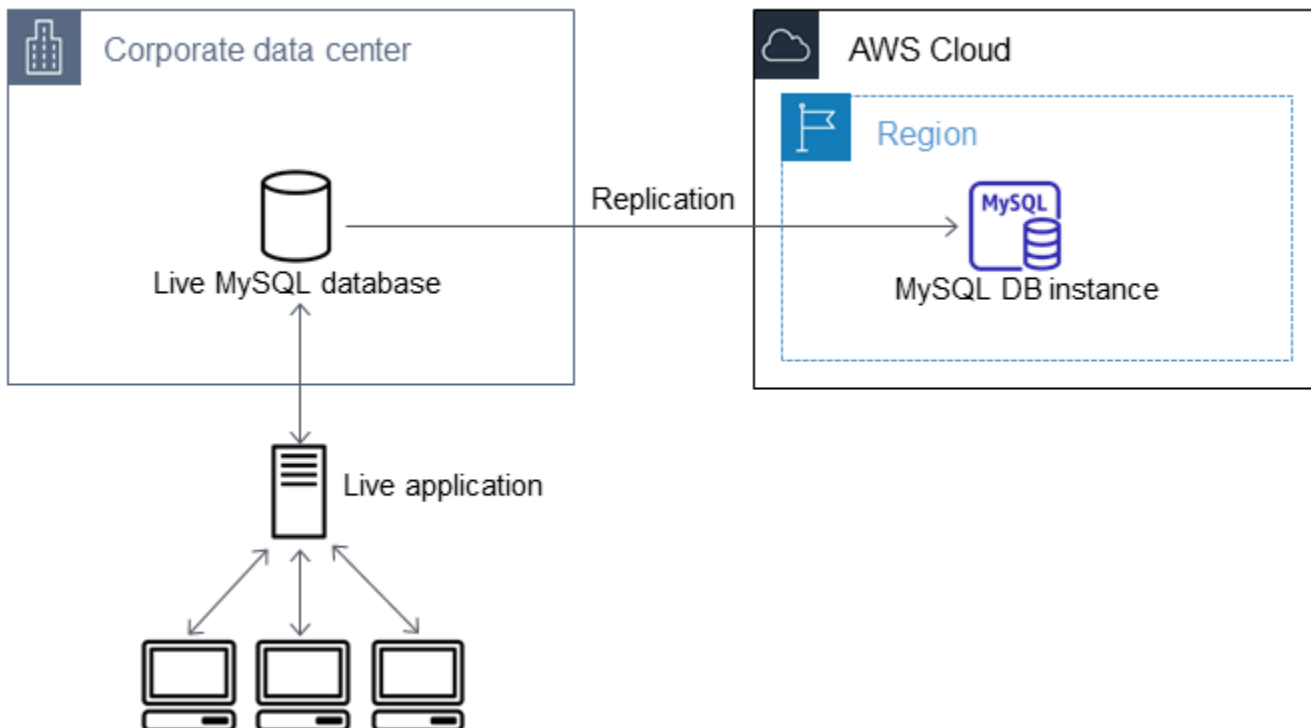 Corporate data center
AWS Cloud
Region
Replication
MySQL
Live MySQL database
MySQL DB instance
Live application